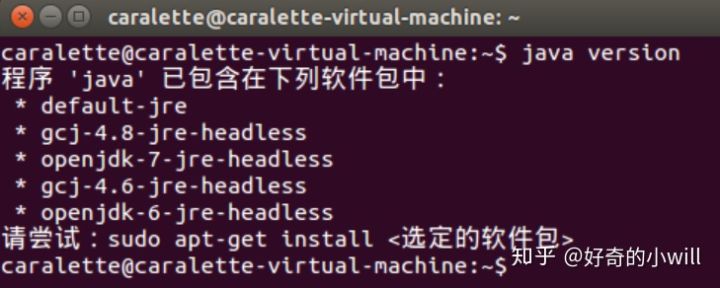 caralette@caralette-virtual-machine: ~
caralette@caralette-virtual-machine:~$ java version
程序 'java' 已包含在下列软件包中：
* default-jre
* gcj-4.8-jre-headless
* openjdk-7-jre-headless
* gcj-4.6-jre-headless
* openjdk-6-jre-headless
请尝试：sudo apt-get install <选定的软件包>
caralette@caralette-virtual-machine:~$
知乎 @好奇的小will